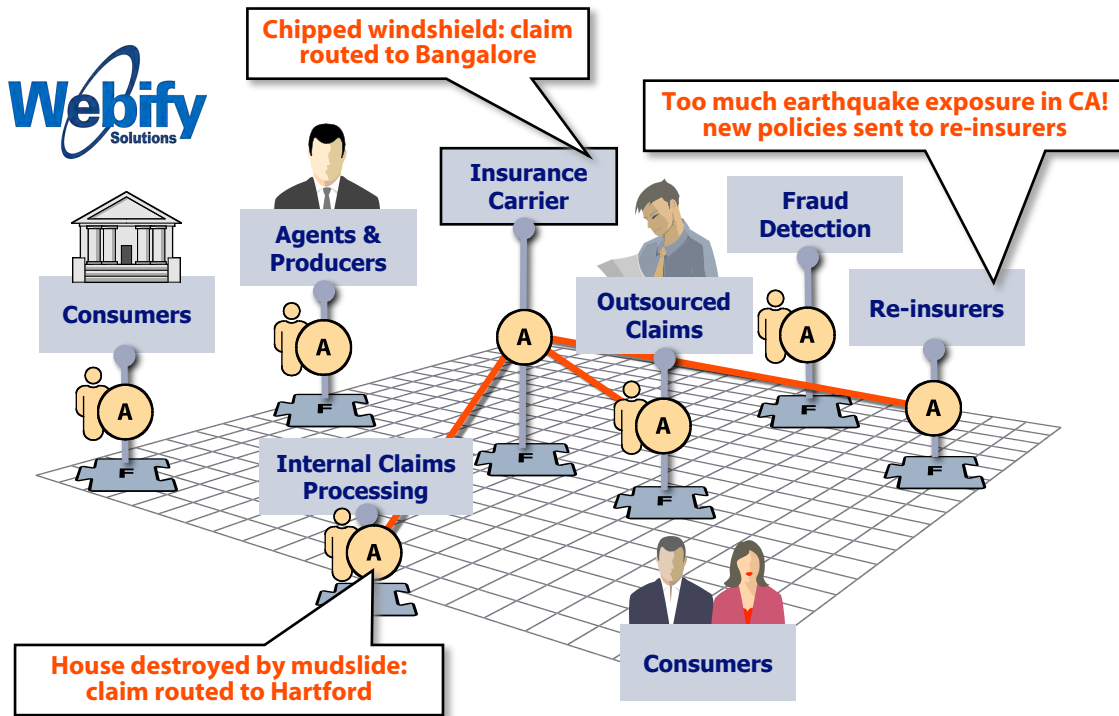 Chipped windshield: claim
routed to Bangalore
Webify
Solutions
Too much earthquake exposure in CA!
new policies sent to re-insurers
Insurance
Carrier
Fraud
Detection
Agents &
Producers
Consumers
Outsourced
Claims
Re-insurers
A
A
A
A
A
A
F
F
F
F
F
F
Internal Claims
Processing
A
House destroyed by mudslide:
claim routed to Hartford
Consumers